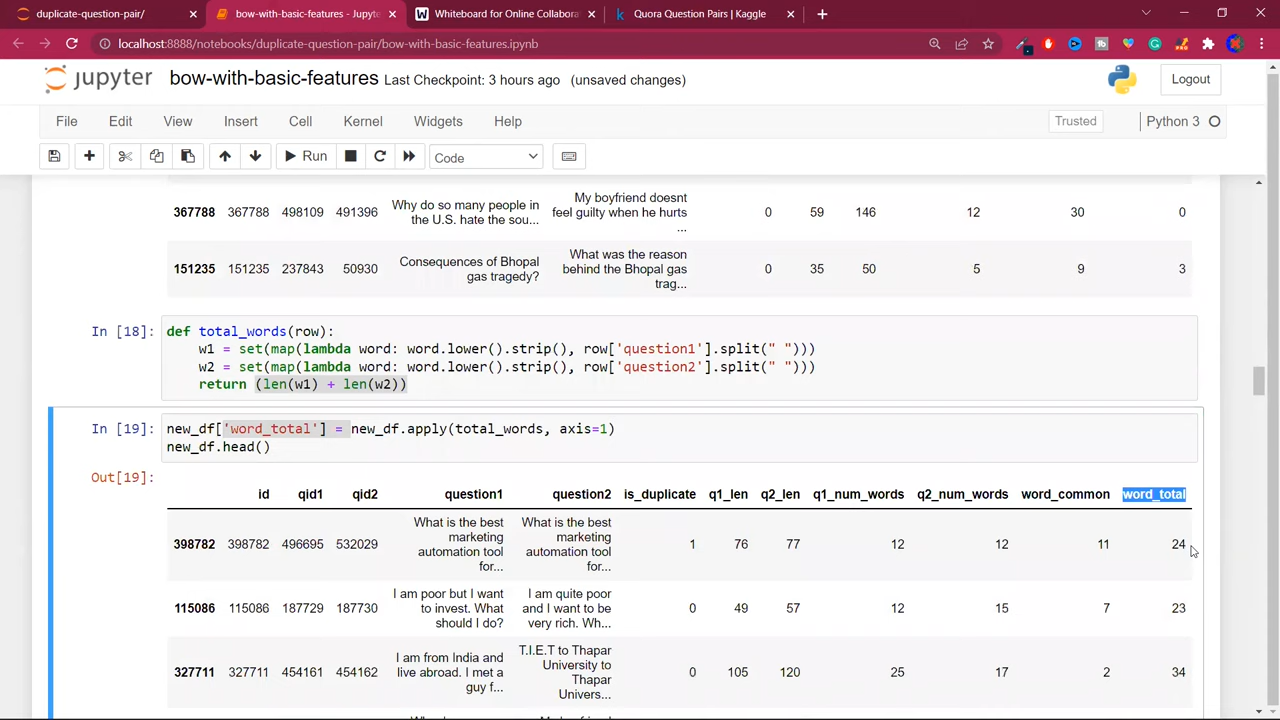 duplicate-question-pair/
bow-with-basic-features - Jupyte
Whiteboard for Online Collabora
Quora Question Pairs | Kaggle
localhost:8888/notebooks/duplicate-question-pair/bow-with-basic-features.ipynb
jupyter bow-with-basic-features Last Checkpoint: 3 hours ago (unsaved changes) Logout
File Edit View Insert Cell Kernel Widgets Help Trusted Python 3
Run Code
367788 367788 498109 491396 Why do so many people in the U.S. hate the sou... My boyfriend doesnt feel guilty when he hurts ... 0 59 146 12 30 0
151235 151235 237843 50930 Consequences of Bhopal gas tragedy? What was the reason behind the Bhopal gas trag... 0 35 50 5 9 3
In [18]: def total_words(row):
w1 = set(map(lambda word: word.lower().strip(), row['question1'].split(" ")))
w2 = set(map(lambda word: word.lower().strip(), row['question2'].split(" ")))
return (len(w1) + len(w2))
In [19]: new_df['word_total'] = new_df.apply(total_words, axis=1)
new_df.head()
Out[19]:
id qid1 qid2 question1 question2 is_duplicate q1_len q2_len q1_num_words q2_num_words word_common word_total
398782 398782 496695 532029 What is the best marketing automation tool for... What is the best marketing automation tool for... 1 76 77 12 12 11 24
115086 115086 187729 187730 I am poor but I want to invest. What should I do? I am quite poor and I want to be very rich. Wh... 0 49 57 12 15 7 23
327711 327711 454161 454162 I am from India and live abroad. I met a guy f... T.I.E.T to Thapar University to Thapar Univers... 0 105 120 25 17 2 34